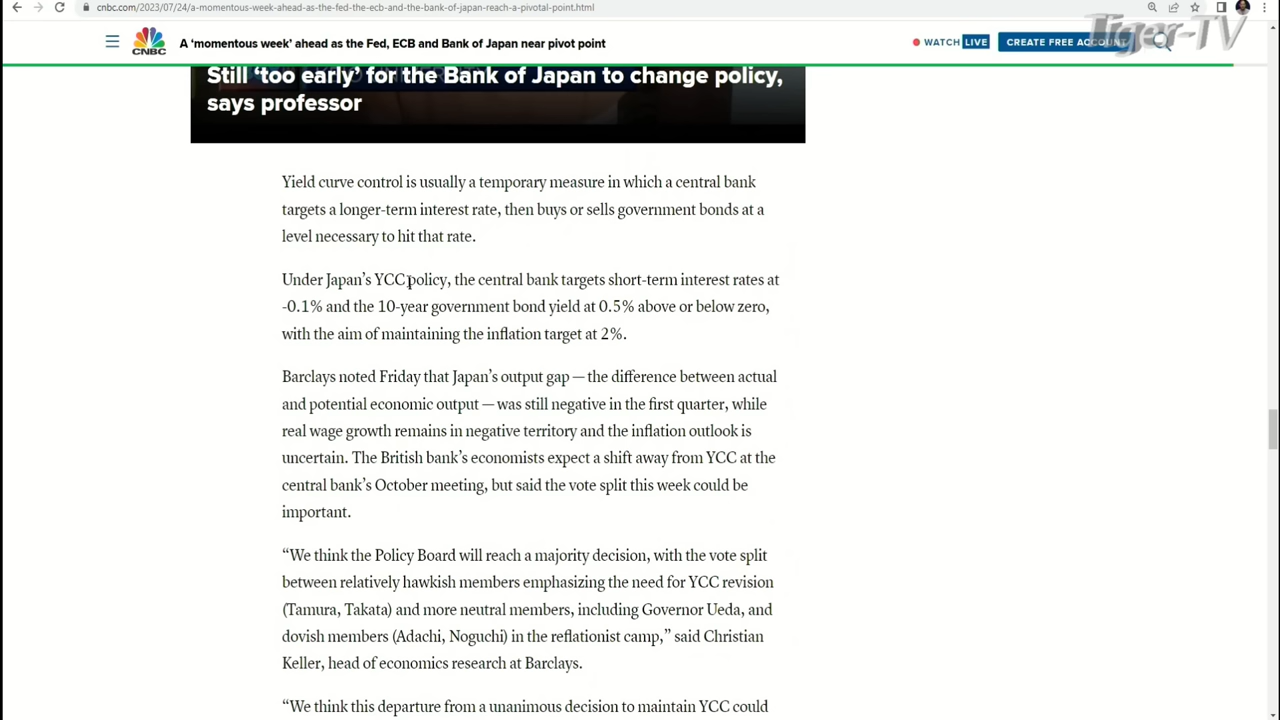 cnbc.com/2023/07/24/a-momentous-week-ahead-as-the-fed-the-ecb-and-the-bank-of-japan-reach-a-pivotal-point.html
Tiger-TV
CNBC
A ‘momentous week’ ahead as the Fed, ECB and Bank of Japan near pivot point
WATCH LIVE
CREATE FREE ACCOUNT
Still ‘too early’ for the Bank of Japan to change policy,
says professor
Yield curve control is usually a temporary measure in which a central bank
targets a longer-term interest rate, then buys or sells government bonds at a
level necessary to hit that rate.
Under Japan’s YCC policy, the central bank targets short-term interest rates at
-0.1% and the 10-year government bond yield at 0.5% above or below zero,
with the aim of maintaining the inflation target at 2%.
Barclays noted Friday that Japan’s output gap — the difference between actual
and potential economic output — was still negative in the first quarter, while
real wage growth remains in negative territory and the inflation outlook is
uncertain. The British bank’s economists expect a shift away from YCC at the
central bank’s October meeting, but said the vote split this week could be
important.
“We think the Policy Board will reach a majority decision, with the vote split
between relatively hawkish members emphasizing the need for YCC revision
(Tamura, Takata) and more neutral members, including Governor Ueda, and
dovish members (Adachi, Noguchi) in the reflationist camp,” said Christian
Keller, head of economics research at Barclays.
“We think this departure from a unanimous decision to maintain YCC could